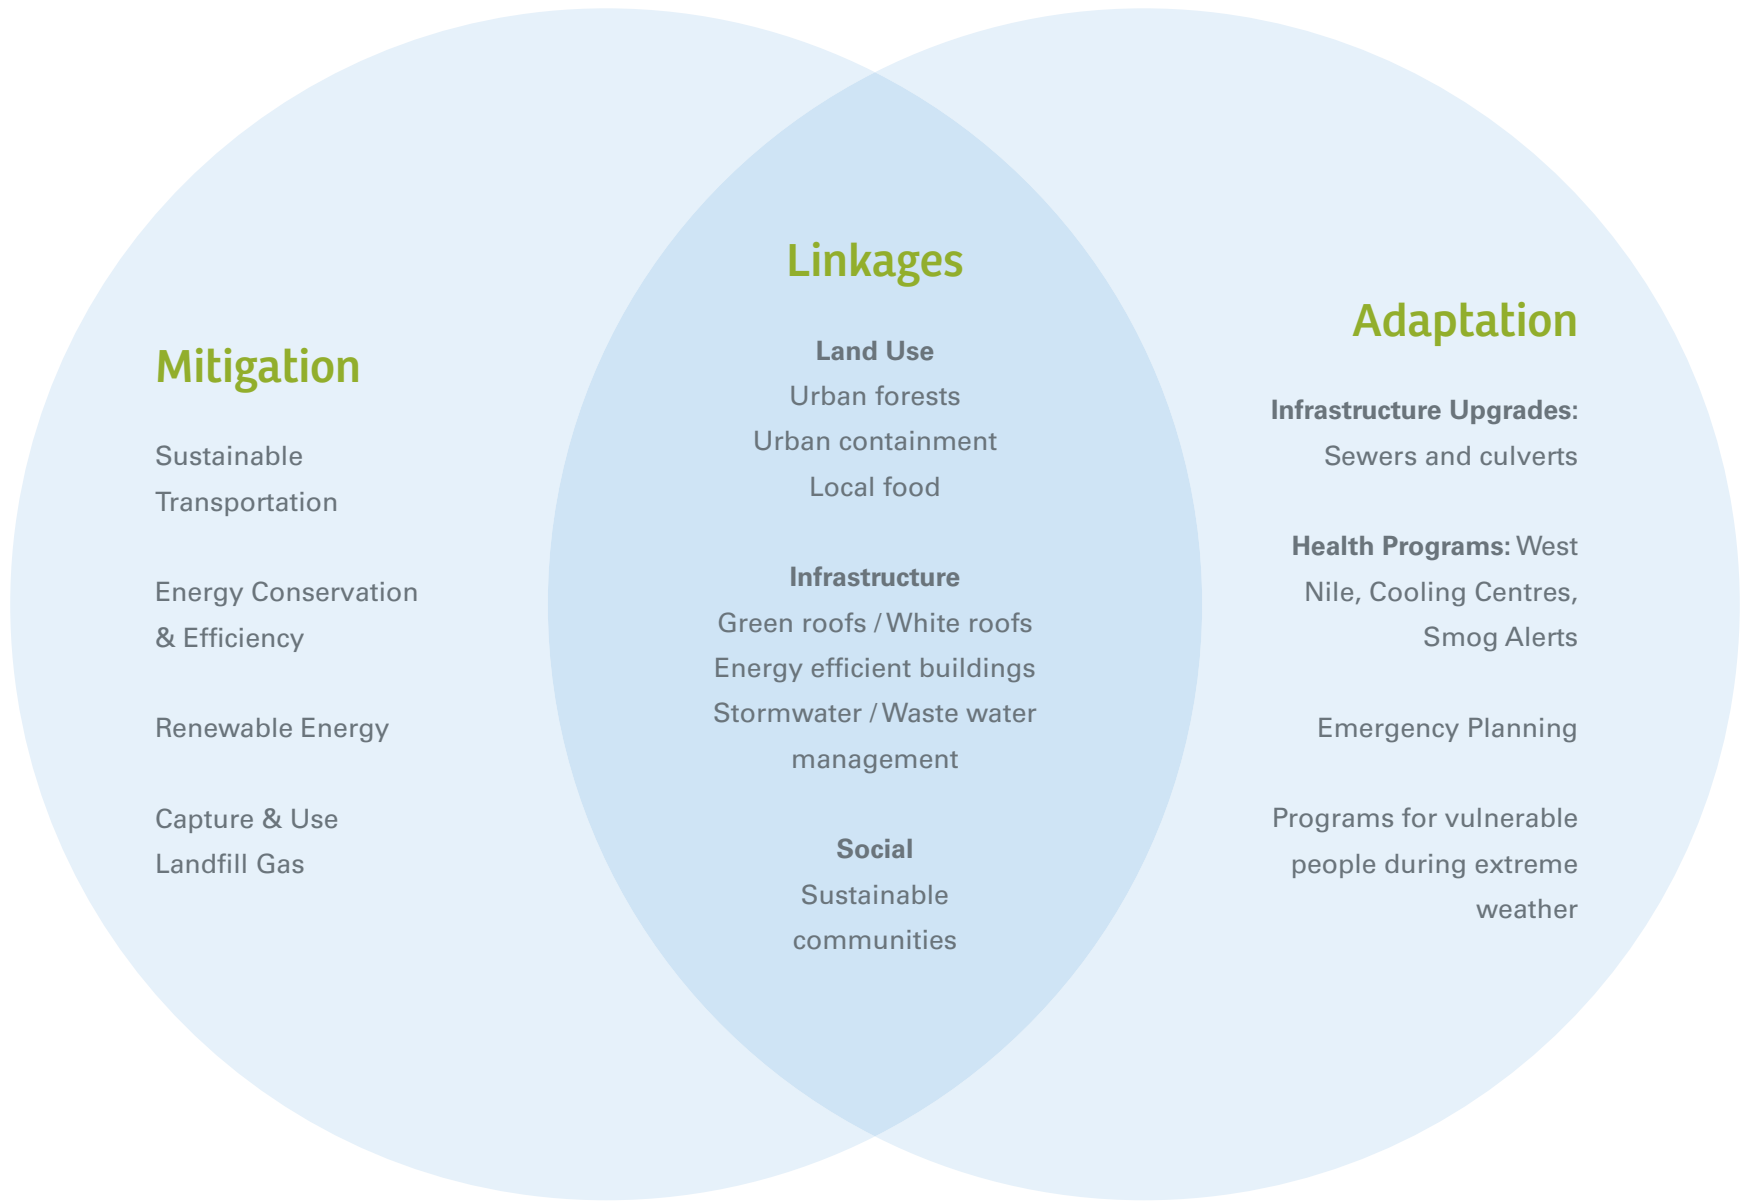 Mitigation
Sustainable
Transportation
Energy Conservation
& Efficiency
Renewable Energy
Capture & Use
Landfill Gas
Linkages
Land Use
Urban forests
Urban containment
Local food
Infrastructure
Green roofs / White roofs
Energy efficient buildings
Stormwater / Waste water
management
Social
Sustainable
communities
Adaptation
Infrastructure Upgrades:
Sewers and culverts
Health Programs: West
Nile, Cooling Centres,
Smog Alerts
Emergency Planning
Programs for vulnerable
people during extreme
weather